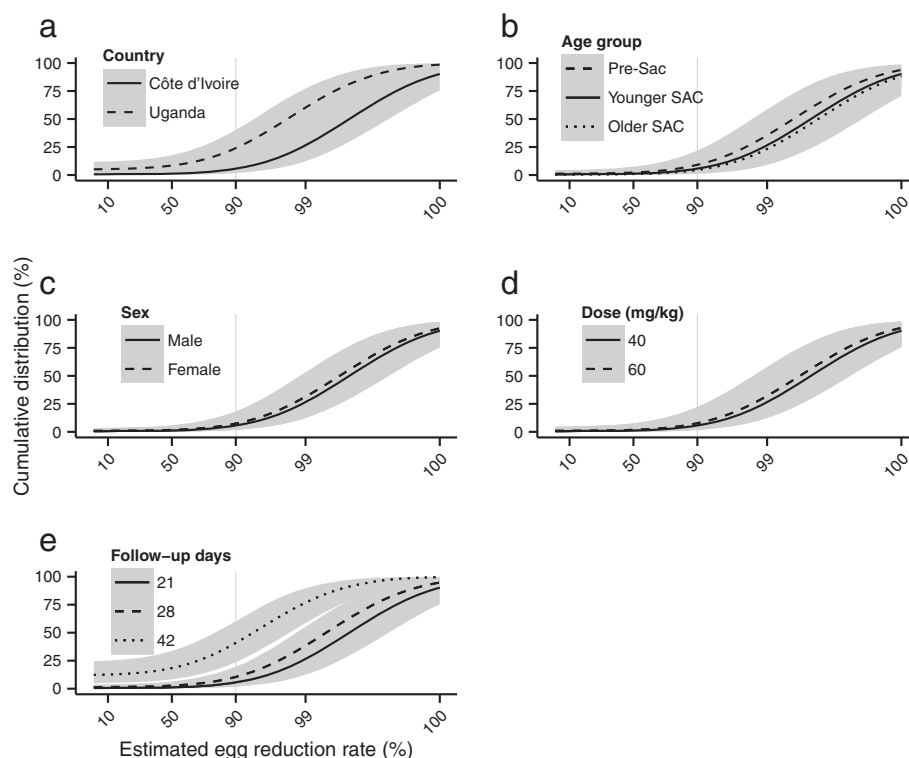 a
Country
Côte d'Ivoire
Uganda
100
75
50
25
0
10 50 90 99 100
b
Age group
Pre-Sac
Younger SAC
Older SAC
100
75
50
25
0
10 50 90 99 100
Cumulative distribution (%)
c
Sex
Male
Female
100
75
50
25
0
10 50 90 99 100
d
Dose (mg/kg)
40
60
100
75
50
25
0
10 50 90 99 100
e
Follow−up days
21
28
42
100
75
50
25
0
10 50 90 99 100
Estimated egg reduction rate (%)